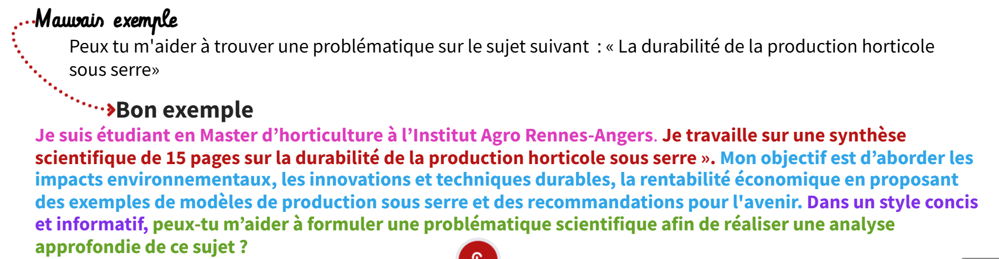 Mauvais exemple
Peux tu m'aider à trouver une problématique sur le sujet suivant  : « La durabilité de la production horticole
sous serre»
Bon exemple
Je suis étudiant en Master d’horticulture à l’Institut Agro Rennes-Angers. Je travaille sur une synthèse
scientifique de 15 pages sur la durabilité de la production horticole sous serre ». Mon objectif est d’aborder les
impacts environnementaux, les innovations et techniques durables, la rentabilité économique en proposant
des exemples de modèles de production sous serre et des recommandations pour l'avenir. Dans un style concis
et informatif, peux-tu m’aider à formuler une problématique scientifique afin de réaliser une analyse
approfondie de ce sujet ?